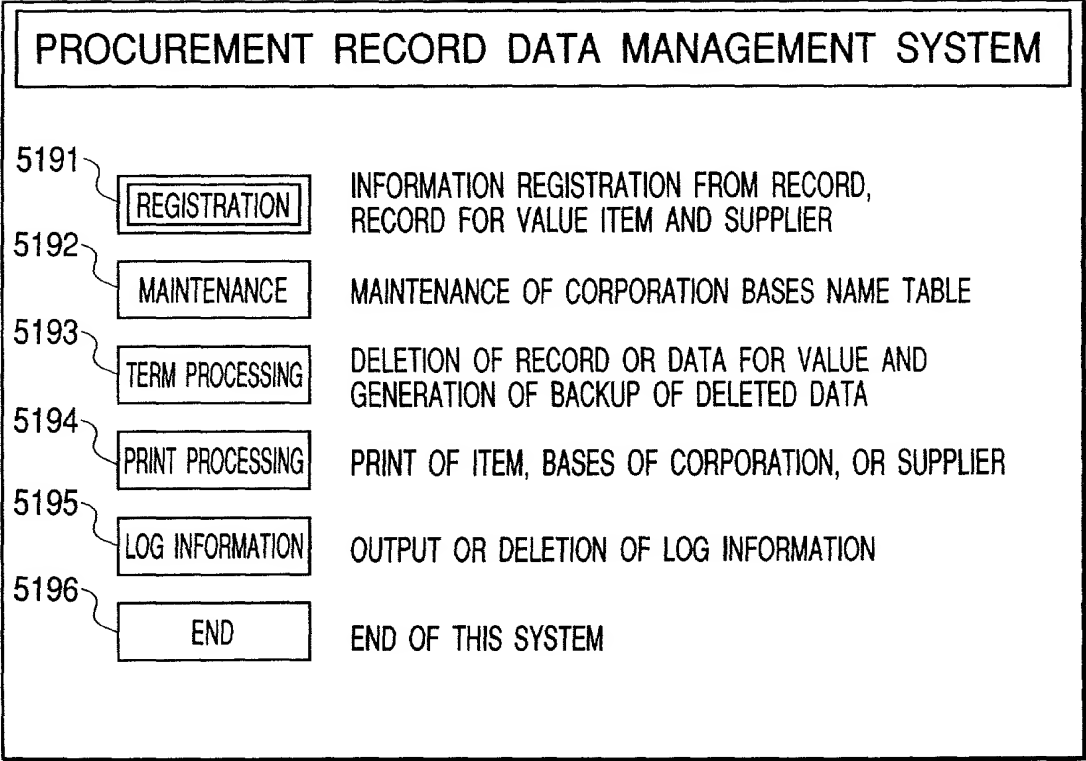 PROCUREMENT RECORD DATA MANAGEMENT SYSTEM
5191
REGISTRATION
INFORMATION REGISTRATION FROM RECORD,
RECORD FOR VALUE ITEM AND SUPPLIER
5192
MAINTENANCE
MAINTENANCE OF CORPORATION BASES NAME TABLE
5193
TERM PROCESSING
DELETION OF RECORD OR DATA FOR VALUE AND
GENERATION OF BACKUP OF DELETED DATA
5194
PRINT PROCESSING
PRINT OF ITEM, BASES OF CORPORATION, OR SUPPLIER
5195
LOG INFORMATION
OUTPUT OR DELETION OF LOG INFORMATION
5196
END
END OF THIS SYSTEM